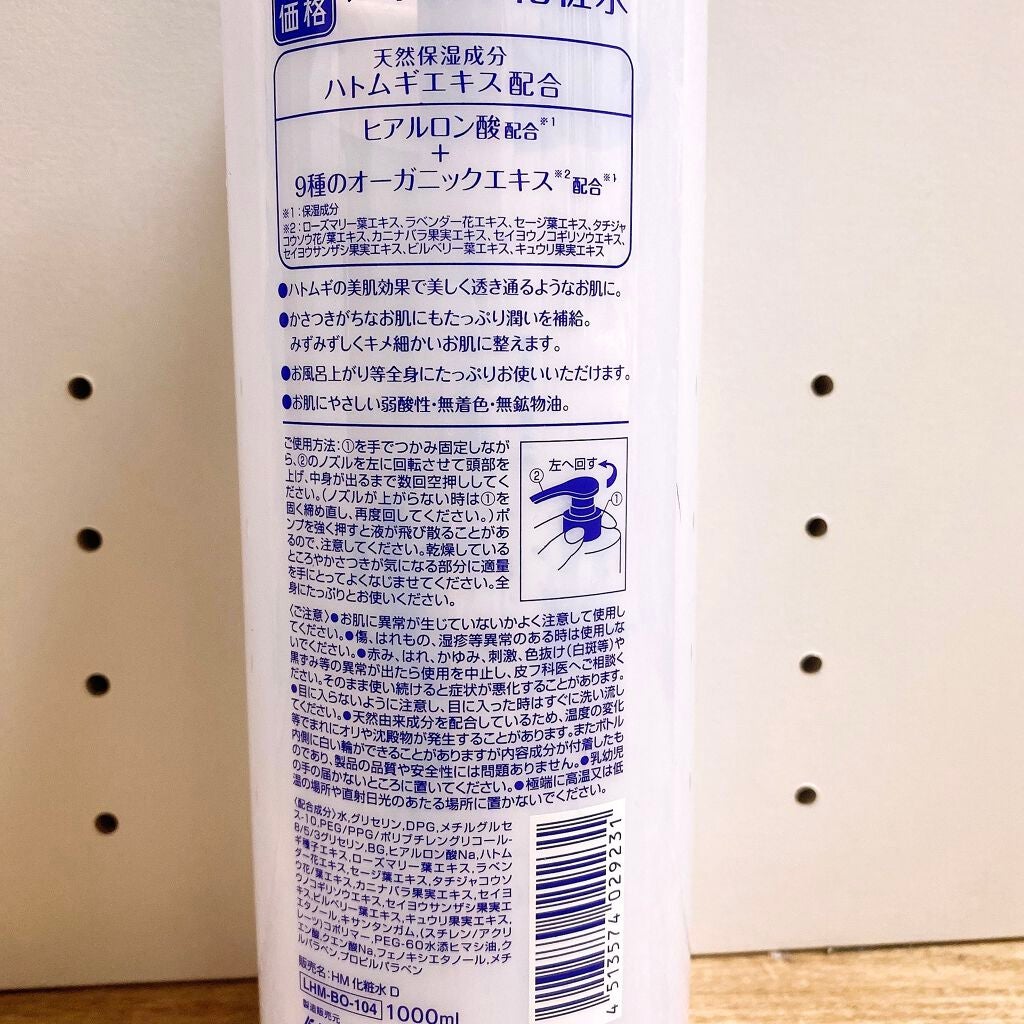 価格
化粧水
天然保湿成分
ハトムギエキス配合
ヒアルロン酸配合※1
+
9種のオーガニックエキス※2配合※1
※1:保湿成分
※2:ローズマリー葉エキス、ラベンダー花エキス、セージ葉エキス、タチジャ
コウソウ花/葉エキス、カニナバラ果実エキス、セイヨウノコギリソウエキス、
セイヨウサンザシ果実エキス、ビルベリー葉エキス、キュウリ果実エキス
●ハトムギの美肌効果で美しく透き通るようなお肌に。
●かさつきがちなお肌にもたっぷり潤いを補給。
みずみずしくキメ細かいお肌に整えます。
●お風呂上がり等全身にたっぷりお使いいただけます。
●お肌にやさしい弱酸性・無着色・無鉱物油。
ご使用方法:①を手でつかみ固定しなが
ら、②のノズルを左に回転させて頭部を
上げ、中身が出るまで数回空押ししてく
ださい。(ノズルが上がらない時は①を
固く締め直し、再度回してください。)ポ
ンプを強く押すと液が飛び散ることがあ
るので、注意してください。乾燥している
ところやかさつきが気になる部分に適量
を手にとってよくなじませてください。全
身にたっぷりとお使いください。
左へ回す
②
①
〈ご注意〉●お肌に異常が生じていないかよく注意して使用し
てください。●傷、はれもの、湿疹等異常のある時は使用しな
いでください。●赤み、はれ、かゆみ、刺激、色抜け(白斑等)や
黒ずみ等の異常が出たら使用を中止し、皮フ科医へご相談く
ださい。そのまま使い続けると症状が悪化することがあります。
●目に入らないように注意し、目に入った時はすぐに洗い流し
てください。●天然由来成分を配合しているため、温度の変化
等でまれにオリや沈殿物が発生することがあります。またボトル
内側に白い輪ができることがありますが内容成分が付着したも
のであり、製品の品質や安全性には問題ありません。●乳幼児
の手の届かないところに置いてください。●極端に高温又は低
温の場所や直射日光のあたる場所に置かないでください。
〈配合成分〉水,グリセリン,DPG,メチルグルセ
ス-10,PEG/PPG/ポリブチレングリコール-
8/5/3グリセリン,BG,ヒアルロン酸Na,ハトム
ギ種子エキス,ローズマリー葉エキス,ラベン
ダー花エキス,セージ葉エキス,タチジャコウソ
ウ花/葉エキス,カニナバラ果実エキス,セイヨ
ウノコギリソウエキス,セイヨウサンザシ果実エ
キス,ビルベリー葉エキス,キュウリ果実エキス,
エタノール,キサンタンガム,(スチレン/アクリ
レーツ)コポリマー,PEG-60水添ヒマシ油,ク
エン酸,クエン酸Na,フェノキシエタノール,メチ
ルパラベン,プロピルパラベン
販売名:HM 化粧水 D
LHM-BO-104 1000ml
製造販売元
4 513574 029231